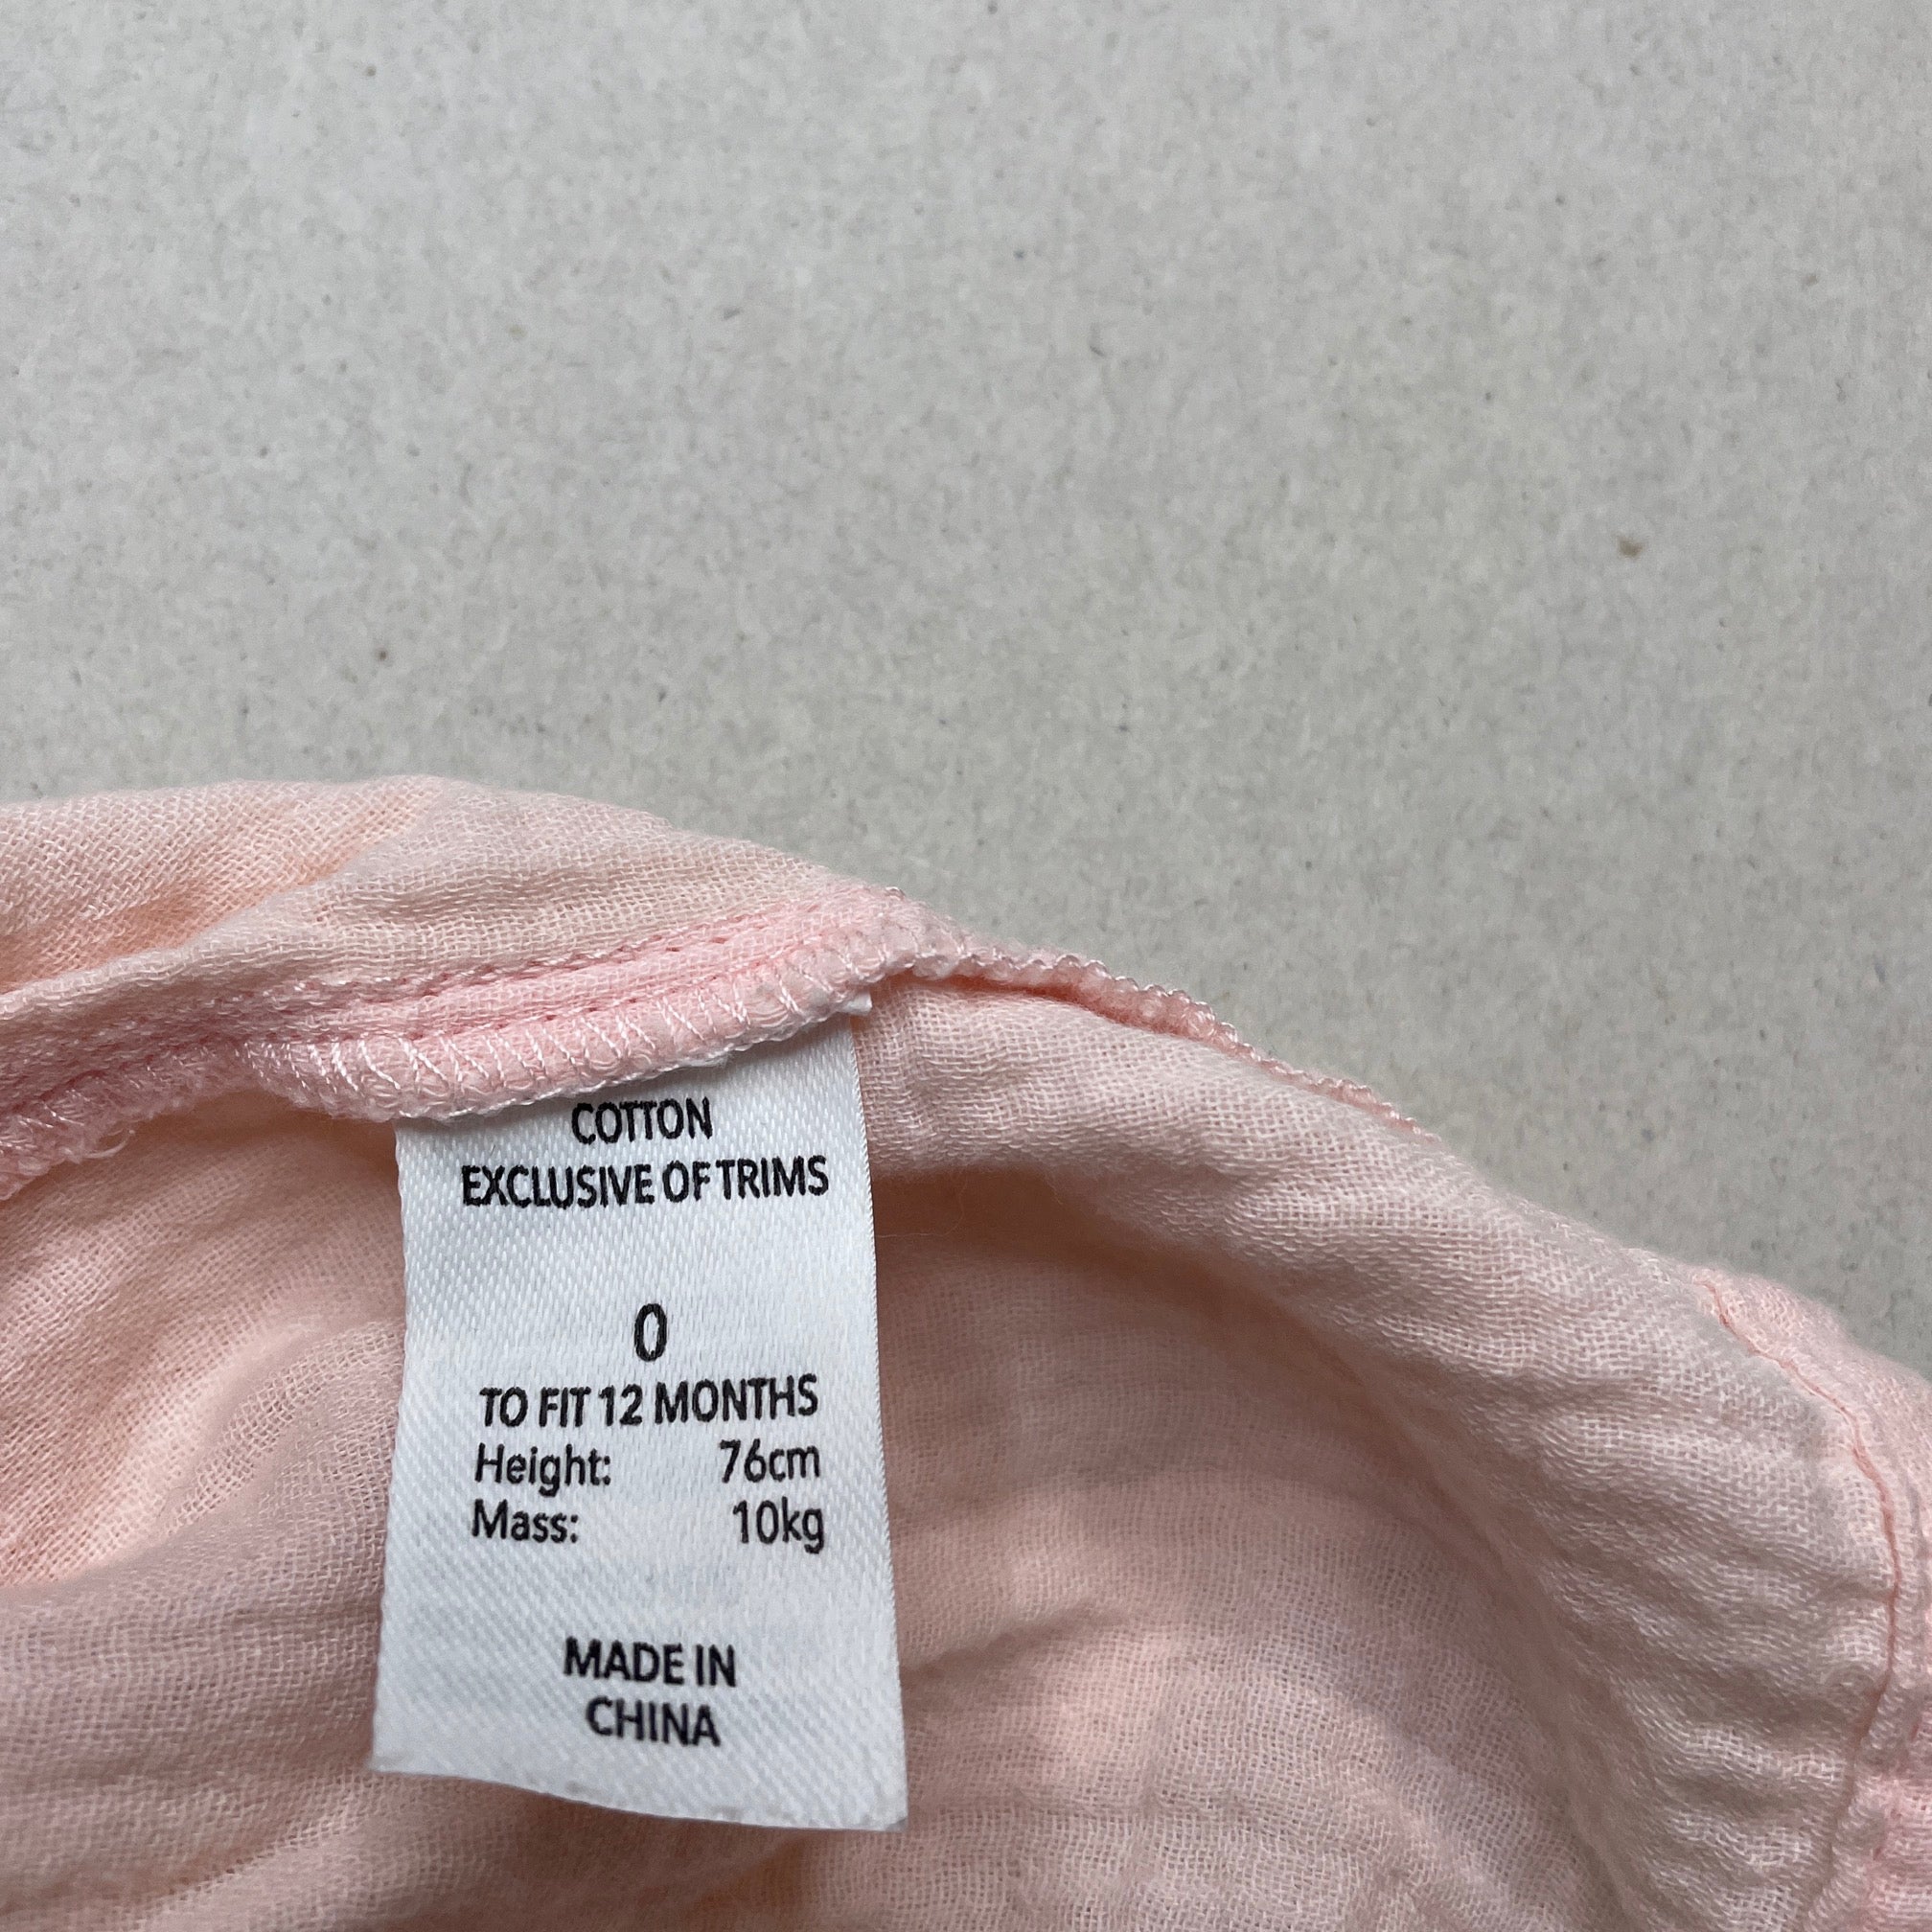 COTTON
EXCLUSIVE OF TRIMS
0
TO FIT 12 MONTHS
Height: 76cm
Mass: 10kg
MADE IN
CHINA